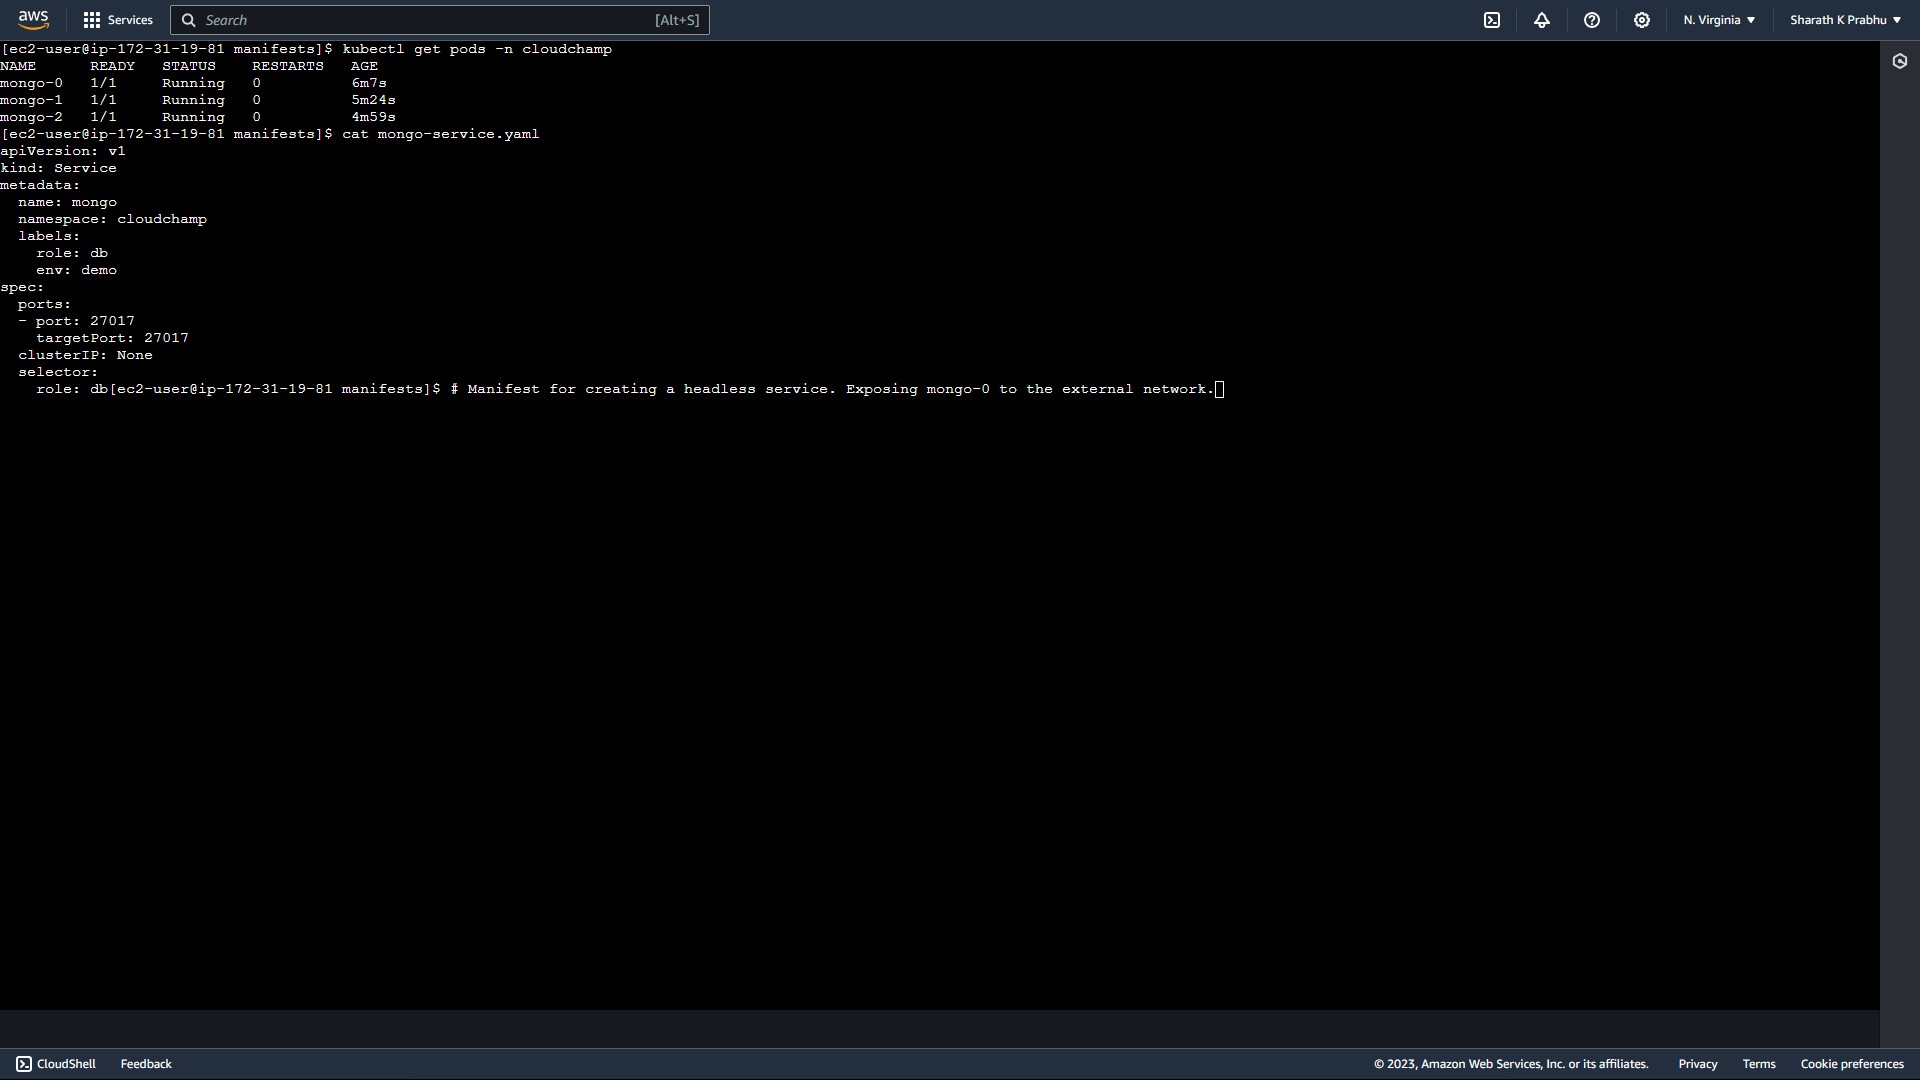 aws Services Search [Alt+S] N. Virginia ▼ Sharath K Prabhu ▼
[ec2-user@ip-172-31-19-81 manifests]$ kubectl get pods -n cloudchamp
NAME      READY   STATUS    RESTARTS   AGE
mongo-0   1/1     Running   0          6m7s
mongo-1   1/1     Running   0          5m24s
mongo-2   1/1     Running   0          4m59s
[ec2-user@ip-172-31-19-81 manifests]$ cat mongo-service.yaml
apiVersion: v1
kind: Service
metadata:
  name: mongo
  namespace: cloudchamp
  labels:
    role: db
    env: demo
spec:
  ports:
  - port: 27017
    targetPort: 27017
  clusterIP: None
  selector:
    role: db[ec2-user@ip-172-31-19-81 manifests]$ # Manifest for creating a headless service. Exposing mongo-0 to the external network.
CloudShell Feedback © 2023, Amazon Web Services, Inc. or its affiliates. Privacy Terms Cookie preferences